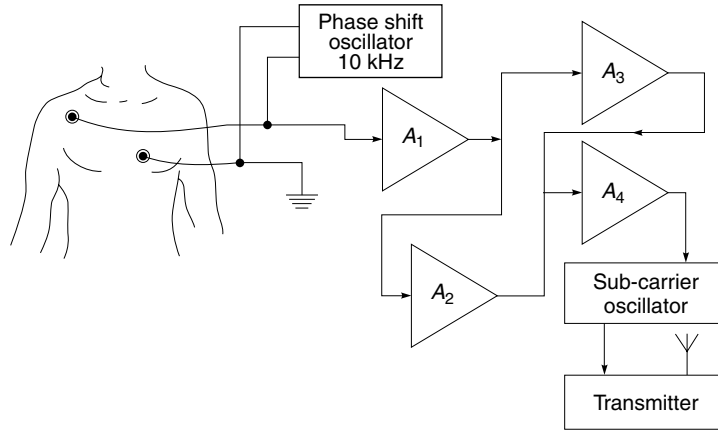 Phase shift
oscillator
10 kHz
A3
A1
A4
A2
Sub-carrier
oscillator
Transmitter